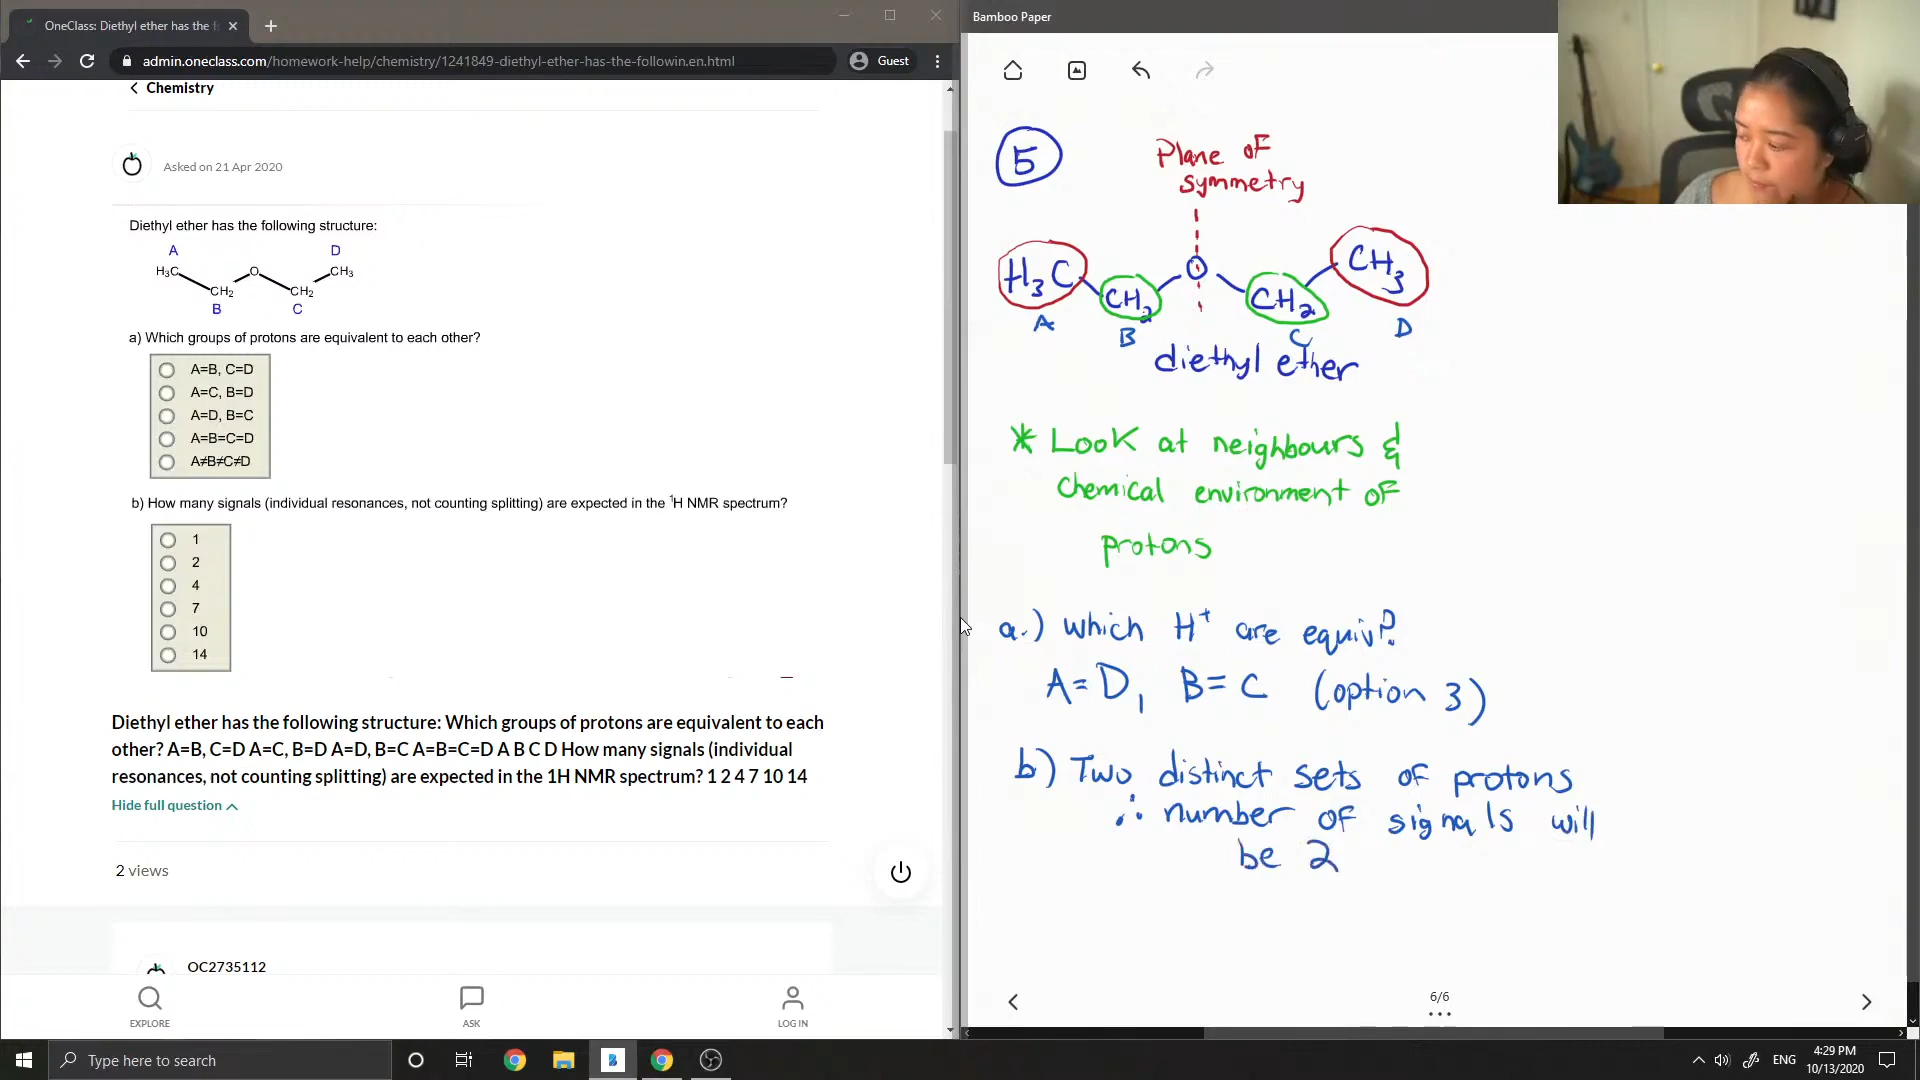 OneClass: Diethyl ether has the f
admin.oneclass.com/homework-help/chemistry/1241849-diethyl-ether-has-the-followin.en.html
Guest
Chemistry
Asked on 21 Apr 2020
Diethyl ether has the following structure:
A D
H₃C O CH₃
CH₂ CH₂
B C
a) Which groups of protons are equivalent to each other?
A=B, C=D
A=C, B=D
A=D, B=C
A=B=C=D
A≠B≠C≠D
b) How many signals (individual resonances, not counting splitting) are expected in the ¹H NMR spectrum?
1
2
4
7
10
14
Diethyl ether has the following structure: Which groups of protons are equivalent to each
other? A=B, C=D A=C, B=D A=D, B=C A=B=C=D A B C D How many signals (individual
resonances, not counting splitting) are expected in the 1H NMR spectrum? 1 2 4 7 10 14
Hide full question
2 views
OC2735112
EXPLORE
ASK
LOG IN
Bamboo Paper
5
Plane of
symmetry
H₃C CH₂ O CH₂ CH₃
A B C D
diethyl ether
* Look at neighbours &
chemical environment of
protons
a.) which H⁺ are equiv?
A=D, B=C (option 3)
b) Two distinct sets of protons
∴ number of signals will
be 2
6/6
Type here to search
ENG
4:29 PM
10/13/2020